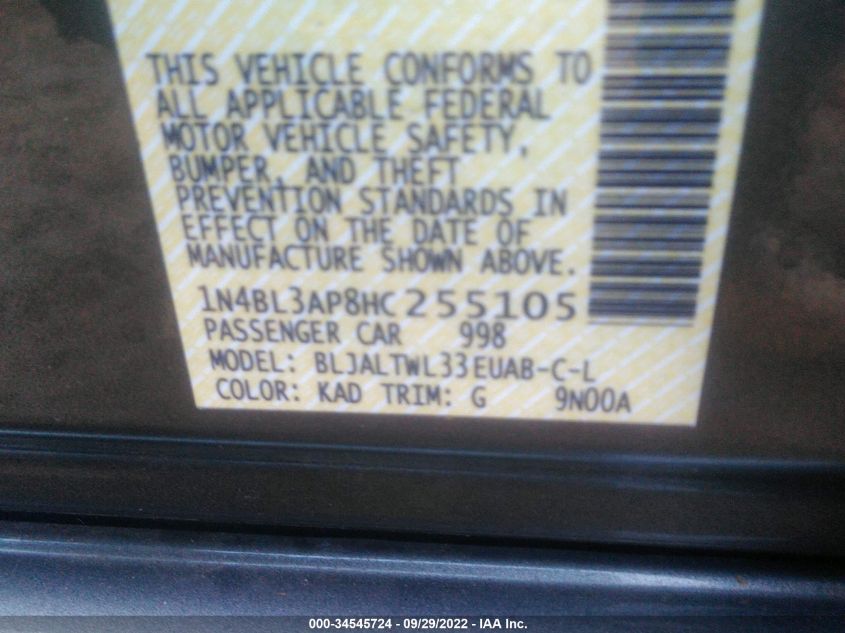 THIS VEHICLE CONFORMS TO
ALL APPLICABLE FEDERAL
MOTOR VEHICLE SAFETY,
BUMPER, AND THEFT
PREVENTION STANDARDS IN
EFFECT ON THE DATE OF
MANUFACTURE SHOWN ABOVE.
1N4BL3AP8HC255105
PASSENGER CAR 998
MODEL: BLJALTWL33EUAB-C-L
COLOR: KAD TRIM: G 9N00A
000-34545724 - 09/29/2022 - IAA Inc.